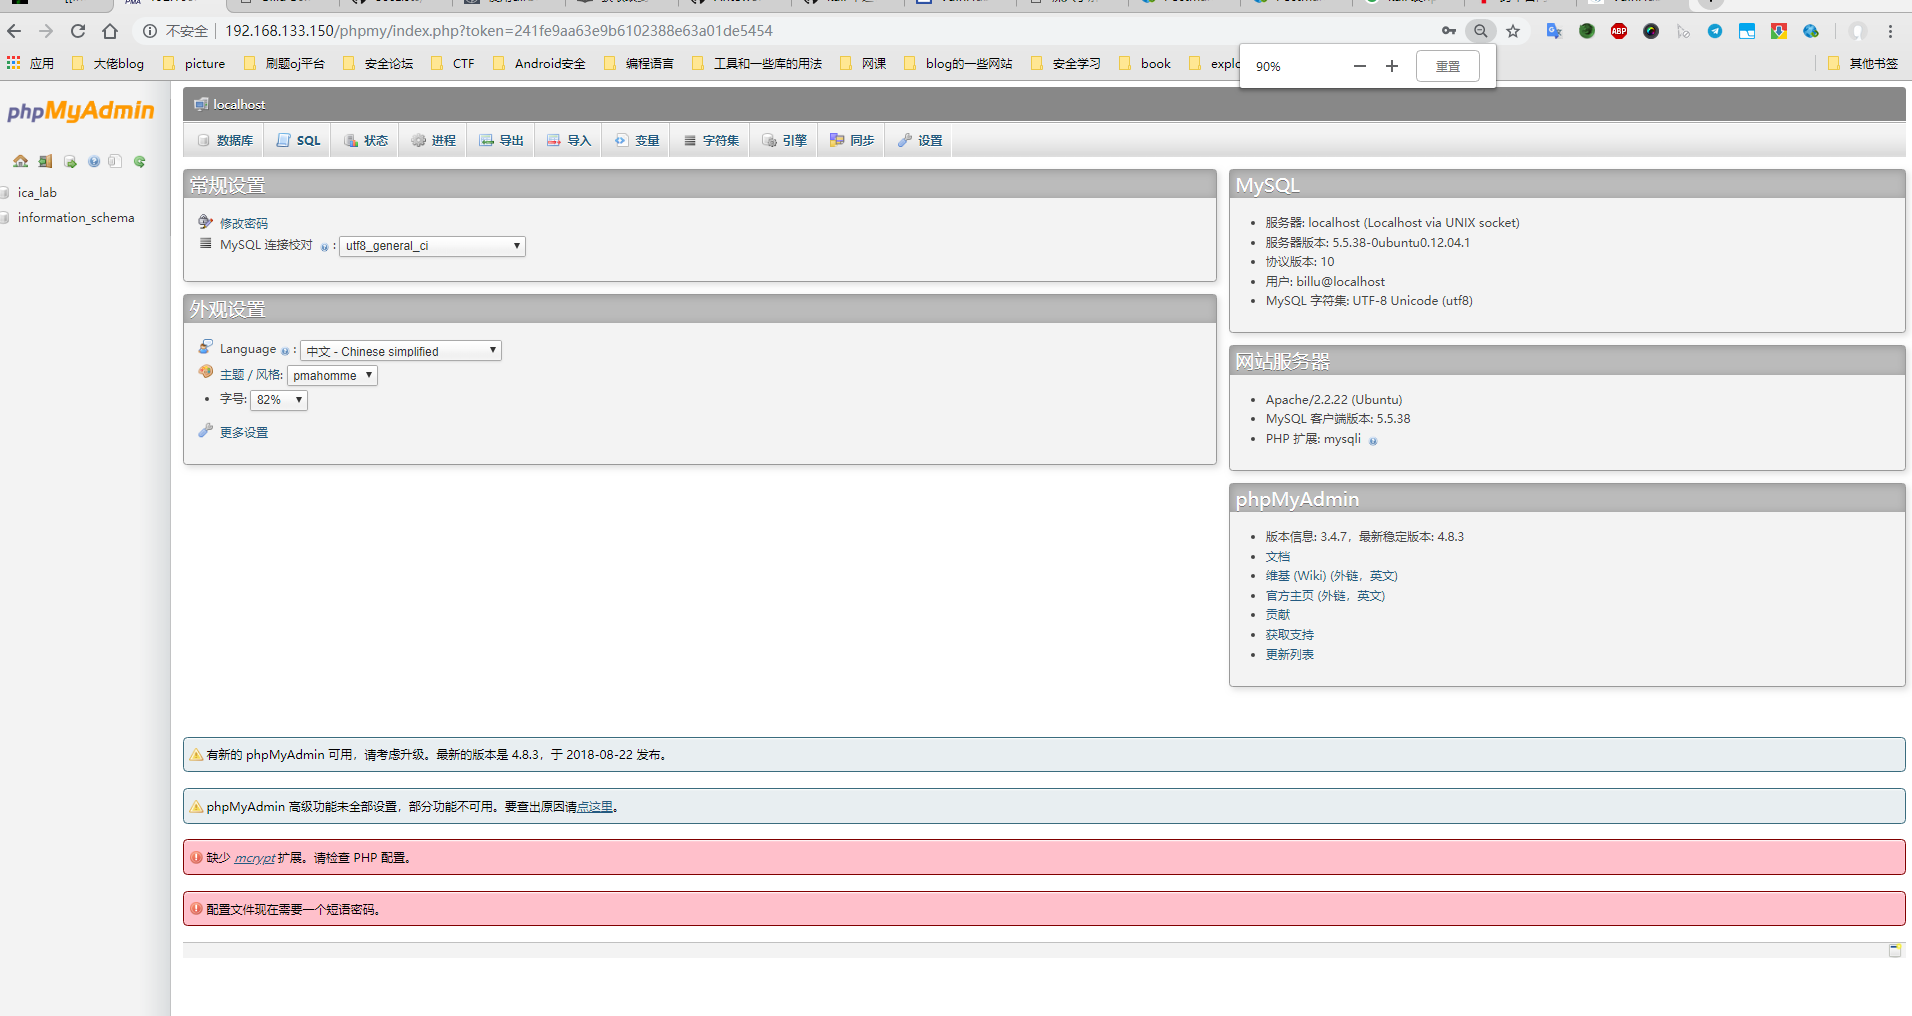 不安全 | 192.168.133.150/phpmy/index.php?token=241fe9aa63e9b6102388e63a01de5454
应用 大佬blog picture 刷题oj平台 安全论坛 CTF Android安全 编程语言 工具和一些库的用法 网课 blog的一些网站 安全学习 book explo 其他书签
90% 重置
phpMyAdmin
ica_lab
information_schema
localhost
数据库 SQL 状态 进程 导出 导入 变量 字符集 引擎 同步 设置
常规设置
修改密码
MySQL 连接校对 : utf8_general_ci
外观设置
Language : 中文 - Chinese simplified
主题 / 风格: pmahomme
字号: 82%
更多设置
MySQL
服务器: localhost (Localhost via UNIX socket)
服务器版本: 5.5.38-0ubuntu0.12.04.1
协议版本: 10
用户: billu@localhost
MySQL 字符集: UTF-8 Unicode (utf8)
网站服务器
Apache/2.2.22 (Ubuntu)
MySQL 客户端版本: 5.5.38
PHP 扩展: mysqli
phpMyAdmin
版本信息: 3.4.7，最新稳定版本: 4.8.3
文档
维基 (Wiki) (外链，英文)
官方主页 (外链，英文)
贡献
获取支持
更新列表
有新的 phpMyAdmin 可用，请考虑升级。最新的版本是 4.8.3，于 2018-08-22 发布。
phpMyAdmin 高级功能未全部设置，部分功能不可用。要查出原因请点这里。
缺少 mcrypt 扩展。请检查 PHP 配置。
配置文件现在需要一个短语密码。